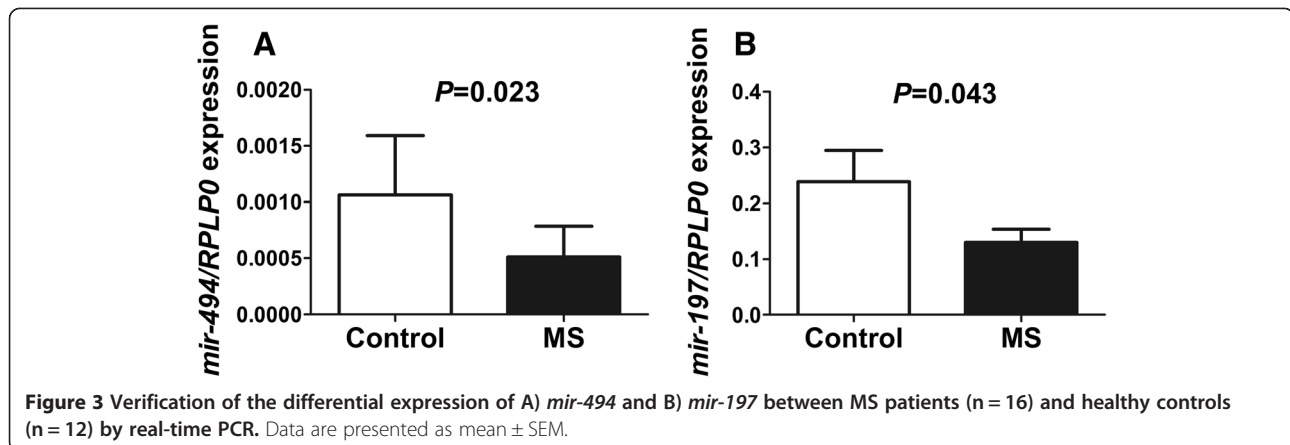 A
mir-494/RPLP0 expression
P=0.023
0.0020
0.0015
0.0010
0.0005
0.0000
Control
MS
B
mir-197/RPLP0 expression
P=0.043
0.4
0.3
0.2
0.1
0.0
Control
MS
Figure 3 Verification of the differential expression of A) mir-494 and B) mir-197 between MS patients (n = 16) and healthy controls
(n = 12) by real-time PCR. Data are presented as mean ± SEM.